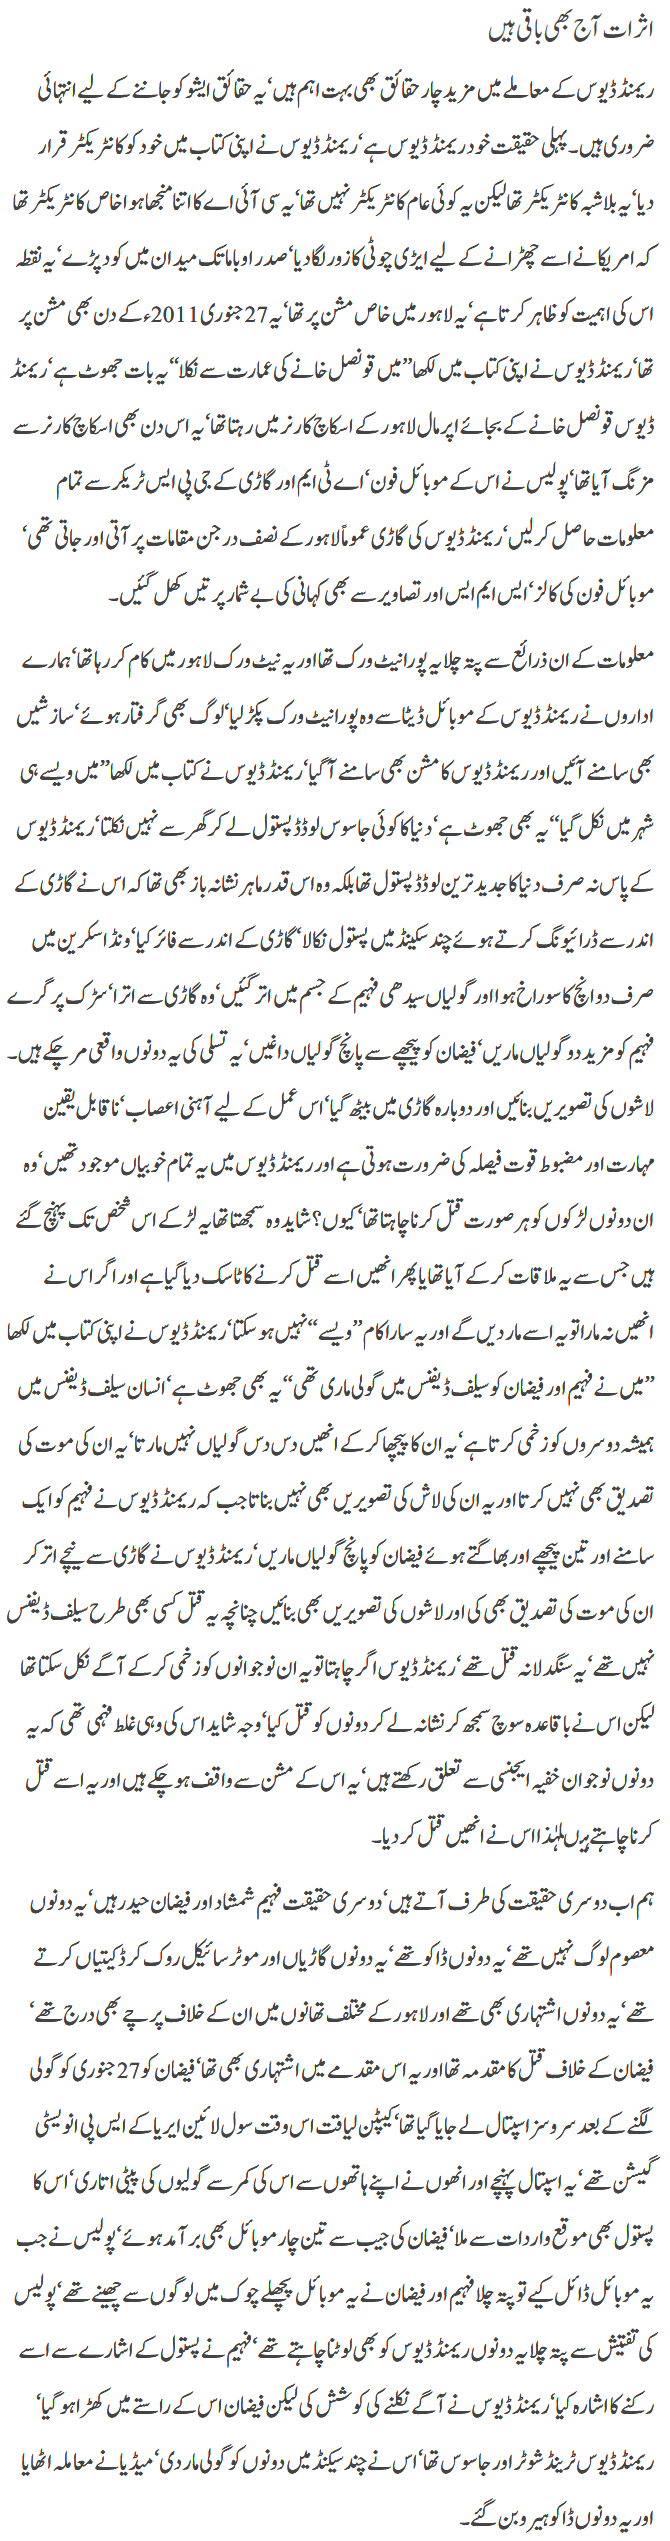 اثرات آج بھی باقی ہیں
ریمنڈ ڈیوس کے معاملے میں مزید چار حقائق بھی بہت اہم ہیں‘ یہ حقائق ایشو کو جاننے کے لیے انتہائی
ضروری ہیں۔ پہلی حقیقت خود ریمنڈ ڈیوس ہے‘ ریمنڈ ڈیوس نے اپنی کتاب میں خود کو کانٹریکٹر قرار
دیا‘ یہ بلاشبہ کانٹریکٹر تھا لیکن یہ کوئی عام کانٹریکٹر نہیں تھا‘ یہ سی آئی اے کا اتنا منجھا ہوا خاص کانٹریکٹر تھا
کہ امریکا نے اسے چھڑانے کے لیے ایڑی چوٹی کا زور لگا دیا‘ صدر اوباما تک میدان میں کود پڑے‘ یہ نقطہ
اس کی اہمیت کو ظاہر کرتا ہے‘ یہ لاہور میں خاص مشن پر تھا‘ یہ 27 جنوری 2011ء کے دن بھی مشن پر
تھا‘ ریمنڈ ڈیوس نے اپنی کتاب میں لکھا ’’میں قونصل خانے کی عمارت سے نکلا‘‘ یہ بات جھوٹ ہے‘ ریمنڈ
ڈیوس قونصل خانے کے بجائے اپر مال لاہور کے اسکاچ کارنر میں رہتا تھا‘ یہ اس دن بھی اسکاچ کارنر سے
مزنگ آیا تھا‘ پولیس نے اس کے موبائل فون‘ اے ٹی ایم اور گاڑی کے جی پی ایس ٹریکر سے تمام
معلومات حاصل کر لیں‘ ریمنڈ ڈیوس کی گاڑی عموماً لاہور کے نصف درجن مقامات پر آتی اور جاتی تھی‘
موبائل فون کی کالز‘ ایس ایم ایس اور تصاویر سے بھی کہانی کی بے شمار پرتیں کھل گئیں۔
معلومات کے ان ذرائع سے پتہ چلا یہ پورا نیٹ ورک تھا اور یہ نیٹ ورک لاہور میں کام کر رہا تھا‘ ہمارے
اداروں نے ریمنڈ ڈیوس کے موبائل ڈیٹا سے وہ پورا نیٹ ورک پکڑ لیا‘ لوگ بھی گرفتار ہوئے‘ سازشیں
بھی سامنے آئیں اور ریمنڈ ڈیوس کا مشن بھی سامنے آ گیا‘ ریمنڈ ڈیوس نے کتاب میں لکھا ’’میں ویسے ہی
شہر میں نکل گیا‘‘ یہ بھی جھوٹ ہے‘ دنیا کا کوئی جاسوس لوڈڈ پستول لے کر گھر سے نہیں نکلتا‘ ریمنڈ ڈیوس
کے پاس نہ صرف دنیا کا جدید ترین لوڈڈ پستول تھا بلکہ وہ اس قدر ماہر نشانہ باز بھی تھا کہ اس نے گاڑی کے
اندر سے ڈرائیونگ کرتے ہوئے چند سکینڈ میں پستول نکالا‘ گاڑی کے اندر سے فائر کیا‘ ونڈ اسکرین میں
صرف دو انچ کا سوراخ ہوا اور گولیاں سیدھی فہیم کے جسم میں اتر گئیں‘ وہ گاڑی سے اترا‘ سڑک پر گرے
فہیم کو مزید دو گولیاں ماریں‘ فیضان کو پیچھے سے پانچ گولیاں داغیں‘ یہ تسلی کی یہ دونوں واقعی مر چکے ہیں۔
لاشوں کی تصویریں بنائیں اور دوبارہ گاڑی میں بیٹھ گیا‘ اس عمل کے لیے آہنی اعصاب‘ ناقابل یقین
مہارت اور مضبوط قوت فیصلہ کی ضرورت ہوتی ہے اور ریمنڈ ڈیوس میں یہ تمام خوبیاں موجود تھیں‘ وہ
ان دونوں لڑکوں کو ہر صورت قتل کرنا چاہتا تھا‘ کیوں؟ شاید وہ سمجھتا تھا یہ لڑکے اس شخص تک پہنچ گئے
ہیں جس سے یہ ملاقات کر کے آیا تھا یا پھر انھیں اسے قتل کرنے کا ٹاسک دیا گیا ہے اور اگر اس نے
انھیں نہ مارا تو یہ اسے مار دیں گے اور یہ سارا کام ’’ویسے‘‘ نہیں ہو سکتا‘ ریمنڈ ڈیوس نے اپنی کتاب میں لکھا
’’میں نے فہیم اور فیضان کو سیلف ڈیفنس میں گولی ماری تھی‘‘ یہ بھی جھوٹ ہے‘ انسان سیلف ڈیفنس میں
ہمیشہ دوسروں کو زخمی کرتا ہے‘ یہ ان کا پیچھا کر کے انھیں دس دس گولیاں نہیں مارتا‘ یہ ان کی موت کی
تصدیق بھی نہیں کرتا اور یہ ان کی لاش کی تصویریں بھی نہیں بناتا جب کہ ریمنڈ ڈیوس نے فہیم کو ایک
سامنے اور تین پیچھے اور بھاگتے ہوئے فیضان کو پانچ گولیاں ماریں‘ ریمنڈ ڈیوس نے گاڑی سے نیچے اتر کر
ان کی موت کی تصدیق بھی کی اور لاشوں کی تصویریں بھی بنائیں چنانچہ یہ قتل کسی بھی طرح سیلف ڈیفنس
نہیں تھے‘ یہ سنگدلانہ قتل تھے‘ ریمنڈ ڈیوس اگر چاہتا تو یہ ان نوجوانوں کو زخمی کر کے آگے نکل سکتا تھا
لیکن اس نے باقاعدہ سوچ سمجھ کر نشانہ لے کر دونوں کو قتل کیا‘ وجہ شاید اس کی وہی غلط فہمی تھی کہ یہ
دونوں نوجوان خفیہ ایجنسی سے تعلق رکھتے ہیں‘ یہ اس کے مشن سے واقف ہو چکے ہیں اور یہ اسے قتل
کرنا چاہتے ہیں لہٰذا اس نے انھیں قتل کر دیا۔
ہم اب دوسری حقیقت کی طرف آتے ہیں‘ دوسری حقیقت فہیم شمشاد اور فیضان حیدر ہیں‘ یہ دونوں
معصوم لوگ نہیں تھے‘ یہ دونوں ڈاکو تھے‘ یہ دونوں گاڑیاں اور موٹر سائیکل روک کر ڈکیتیاں کرتے
تھے‘ یہ دونوں اشتہاری بھی تھے اور لاہور کے مختلف تھانوں میں ان کے خلاف پرچے بھی درج تھے‘
فیضان کے خلاف قتل کا مقدمہ تھا اور یہ اس مقدمے میں اشتہاری بھی تھا‘ فیضان کو 27 جنوری کو گولی
لگنے کے بعد سروسز اسپتال لے جایا گیا تھا‘ کیپٹن لیاقت اس وقت سول لائین ایریا کے ایس پی انویسٹی
گیشن تھے‘ یہ اسپتال پہنچے اور انھوں نے اپنے ہاتھوں سے اس کی کمر سے گولیوں کی پیٹی اتاری‘ اس کا
پستول بھی موقع واردات سے ملا‘ فیضان کی جیب سے تین چار موبائل بھی برآمد ہوئے‘ پولیس نے جب
یہ موبائل ڈائل کیے تو پتہ چلا فہیم اور فیضان نے یہ موبائل پچھلے چوک میں لوگوں سے چھینے تھے‘ پولیس
کی تفتیش سے پتہ چلا یہ دونوں ریمنڈ ڈیوس کو بھی لوٹنا چاہتے تھے‘ فہیم نے پستول کے اشارے سے اسے
رکنے کا اشارہ کیا‘ ریمنڈ ڈیوس نے آگے نکلنے کی کوشش کی لیکن فیضان اس کے راستے میں کھڑا ہو گیا‘
ریمنڈ ڈیوس ٹرینڈ شوٹر اور جاسوس تھا‘ اس نے چند سیکنڈ میں دونوں کو گولی مار دی‘ میڈیا نے معاملہ اٹھایا
اور یہ دونوں ڈاکو ہیرو بن گئے۔